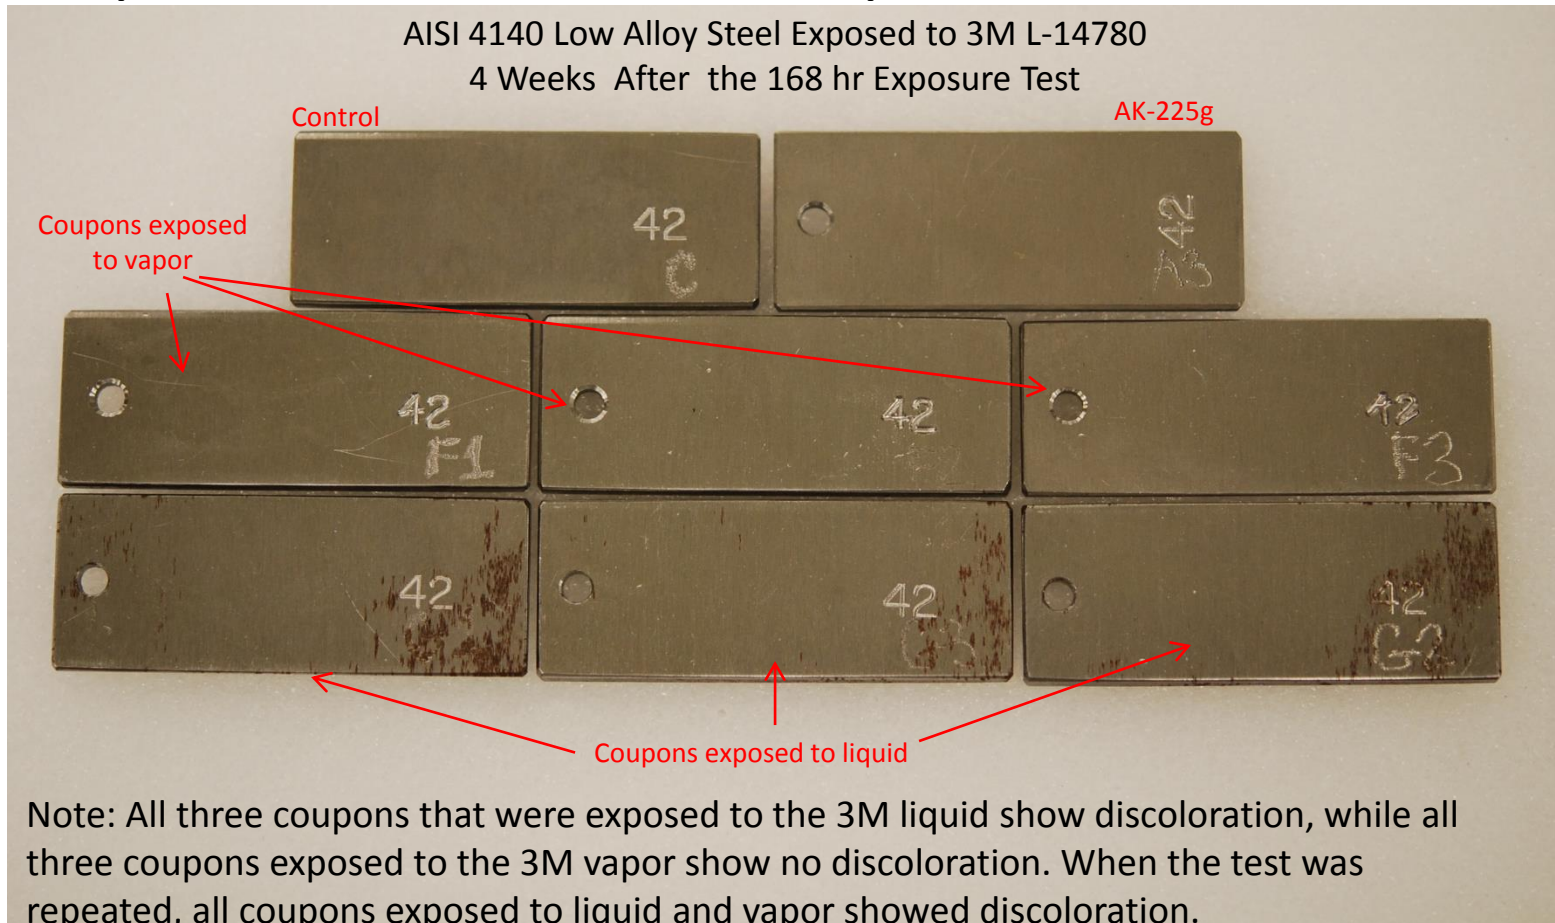 AISI 4140 Low Alloy Steel Exposed to 3M L-14780
4 Weeks After the 168 hr Exposure Test
Control
AK-225g
42
C
42
A3
Coupons exposed
to vapor
42
F1
42
42
F3
42
42
G3
42
G2
Coupons exposed to liquid
Note: All three coupons that were exposed to the 3M liquid show discoloration, while all
three coupons exposed to the 3M vapor show no discoloration. When the test was
repeated, all coupons exposed to liquid and vapor showed discoloration.